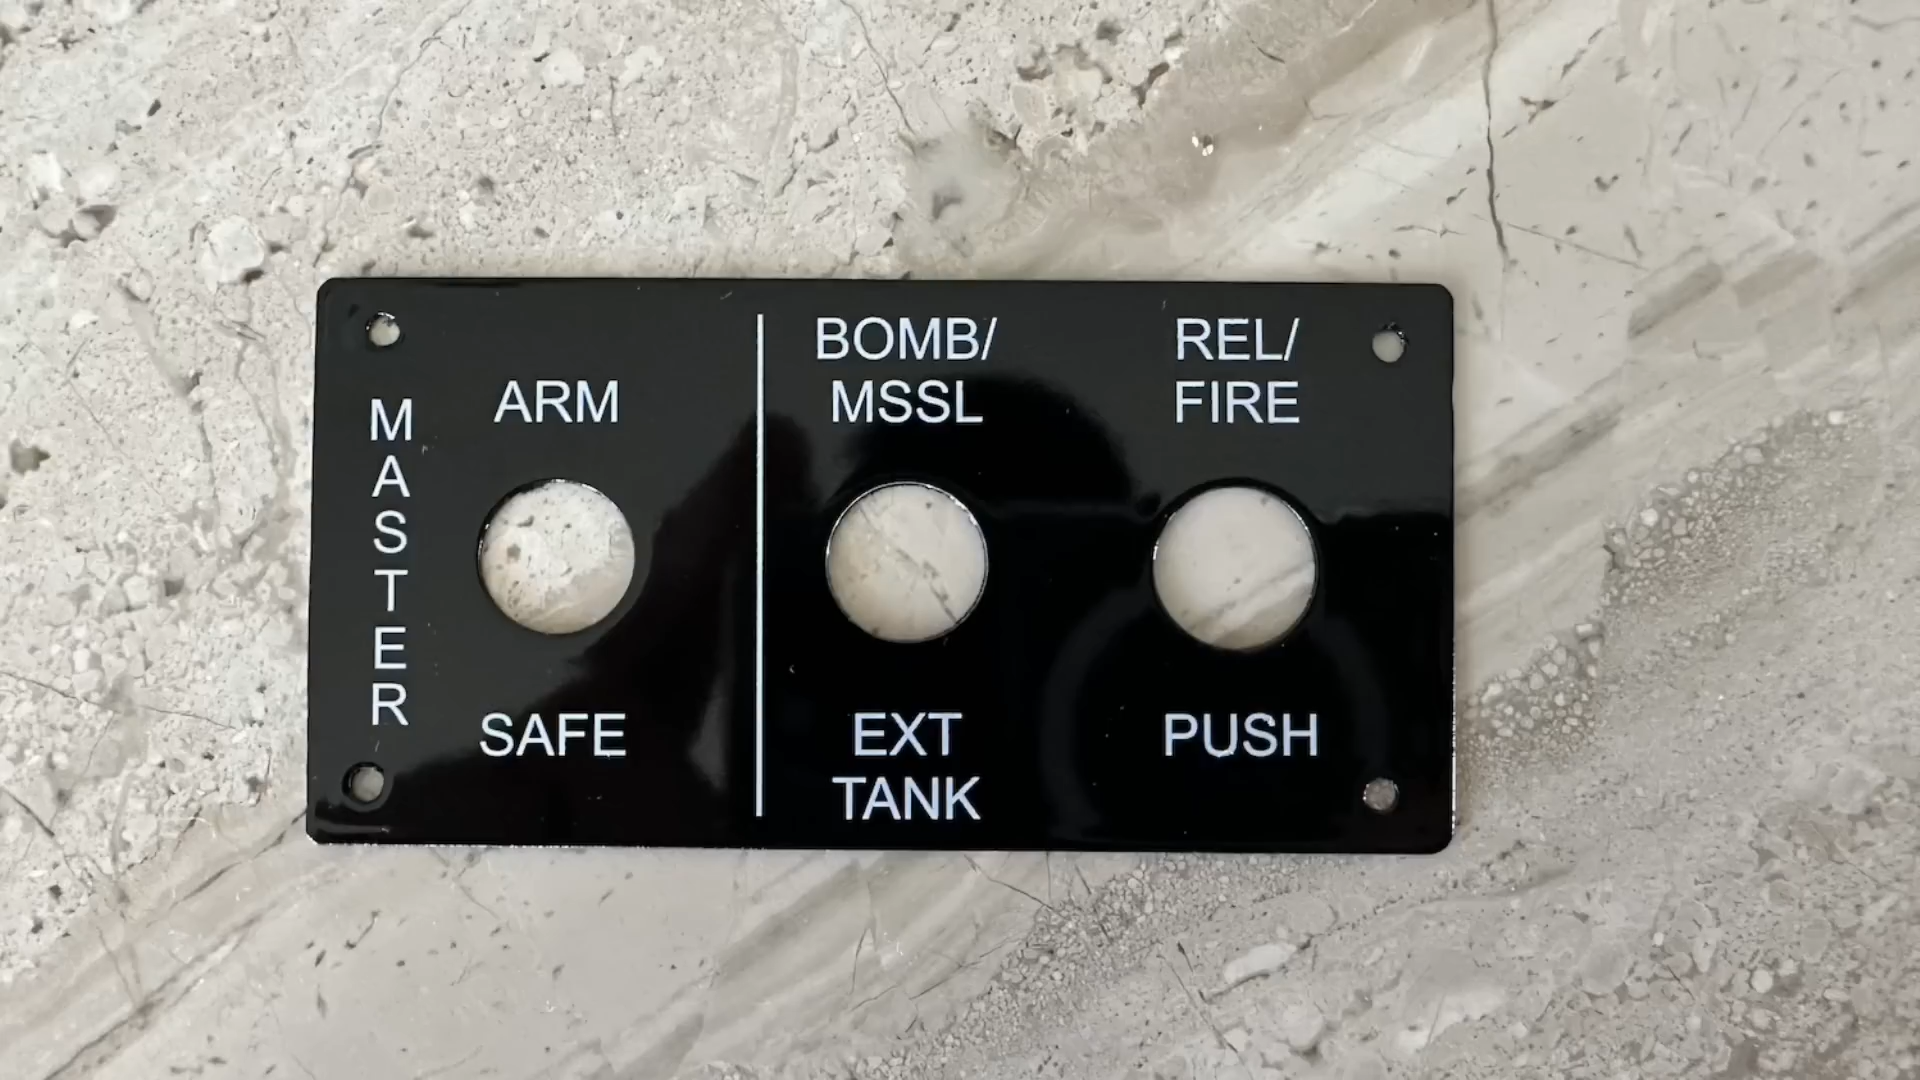 MASTER
ARM
SAFE
BOMB/
MSSL
EXT
TANK
REL/
FIRE
PUSH